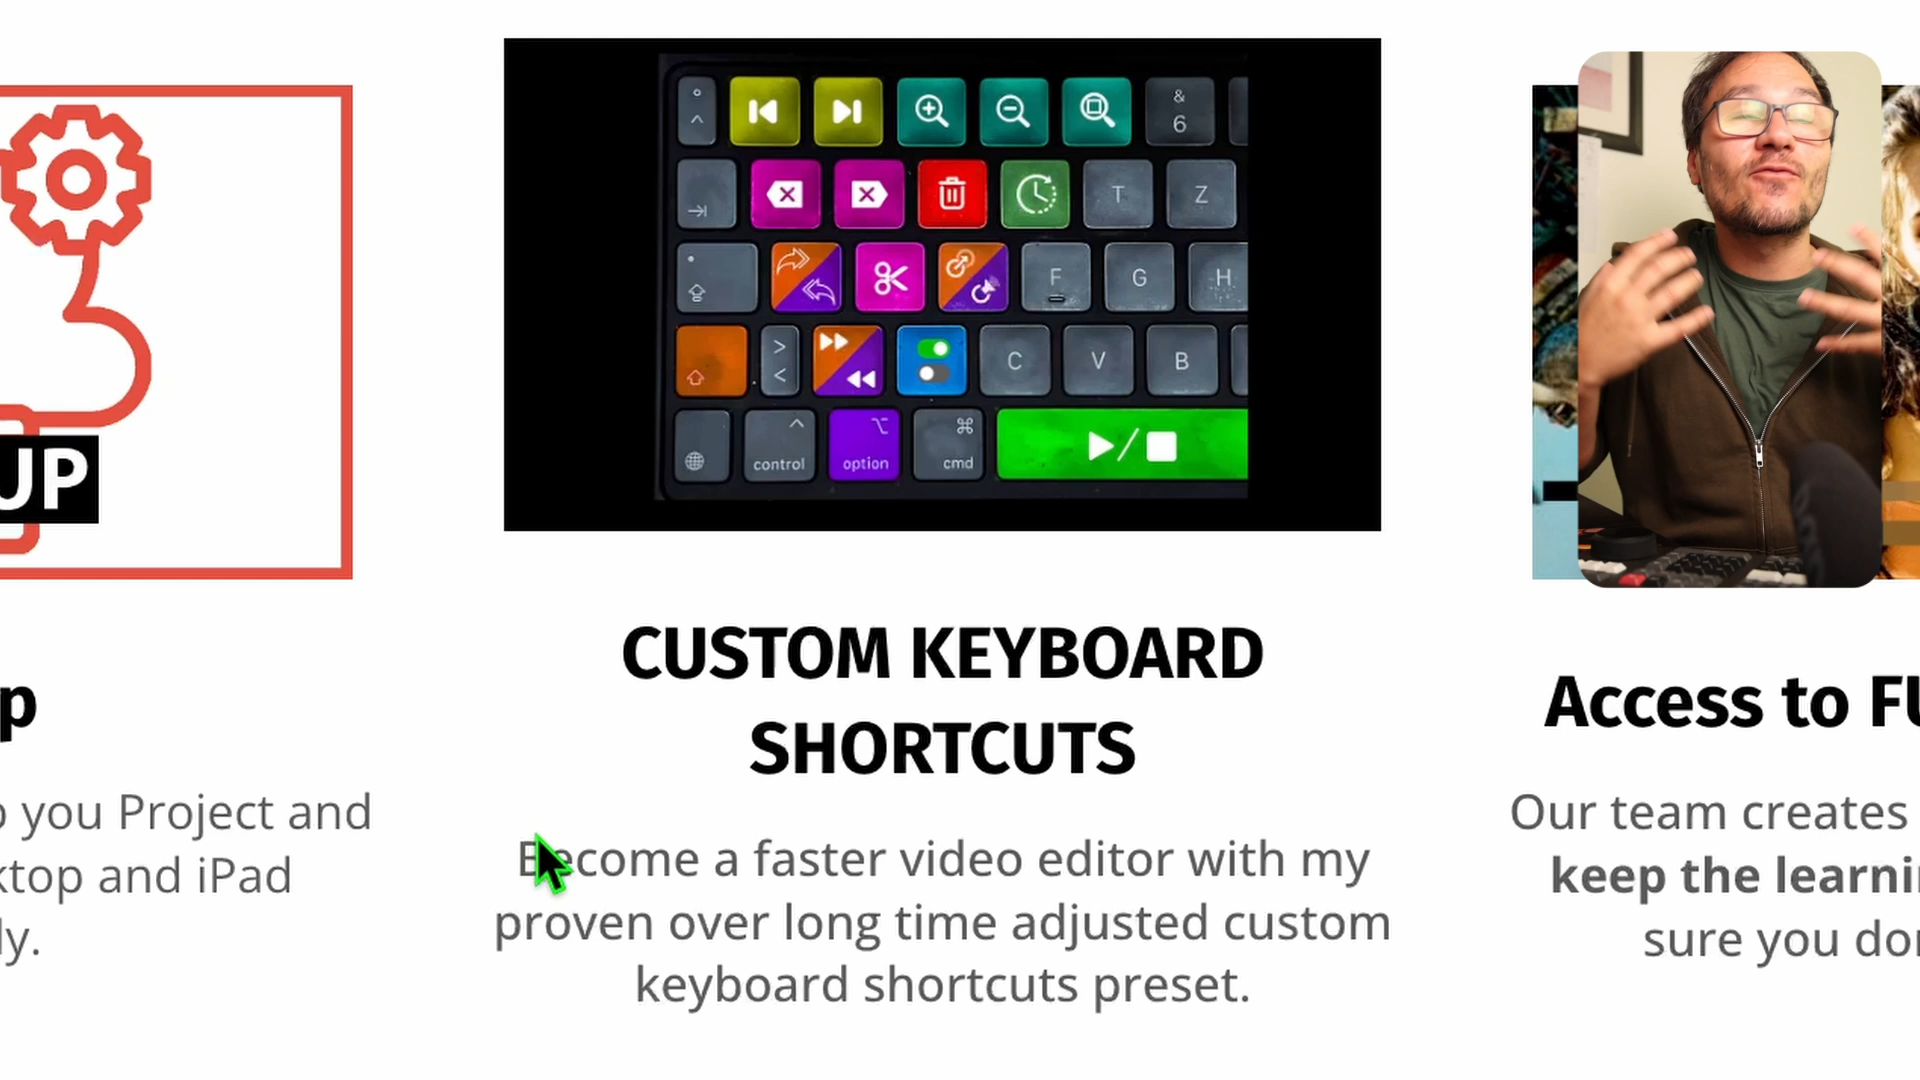 &
6
T
Z
F
G
H
>
<
C
V
B
control
option
cmd
UP
CUSTOM KEYBOARD
SHORTCUTS
Become a faster video editor with my
proven over long time adjusted custom
keyboard shortcuts preset.
p
you Project and
top and iPad
ly.
Access to FU
Our team creates
keep the learni
sure you don